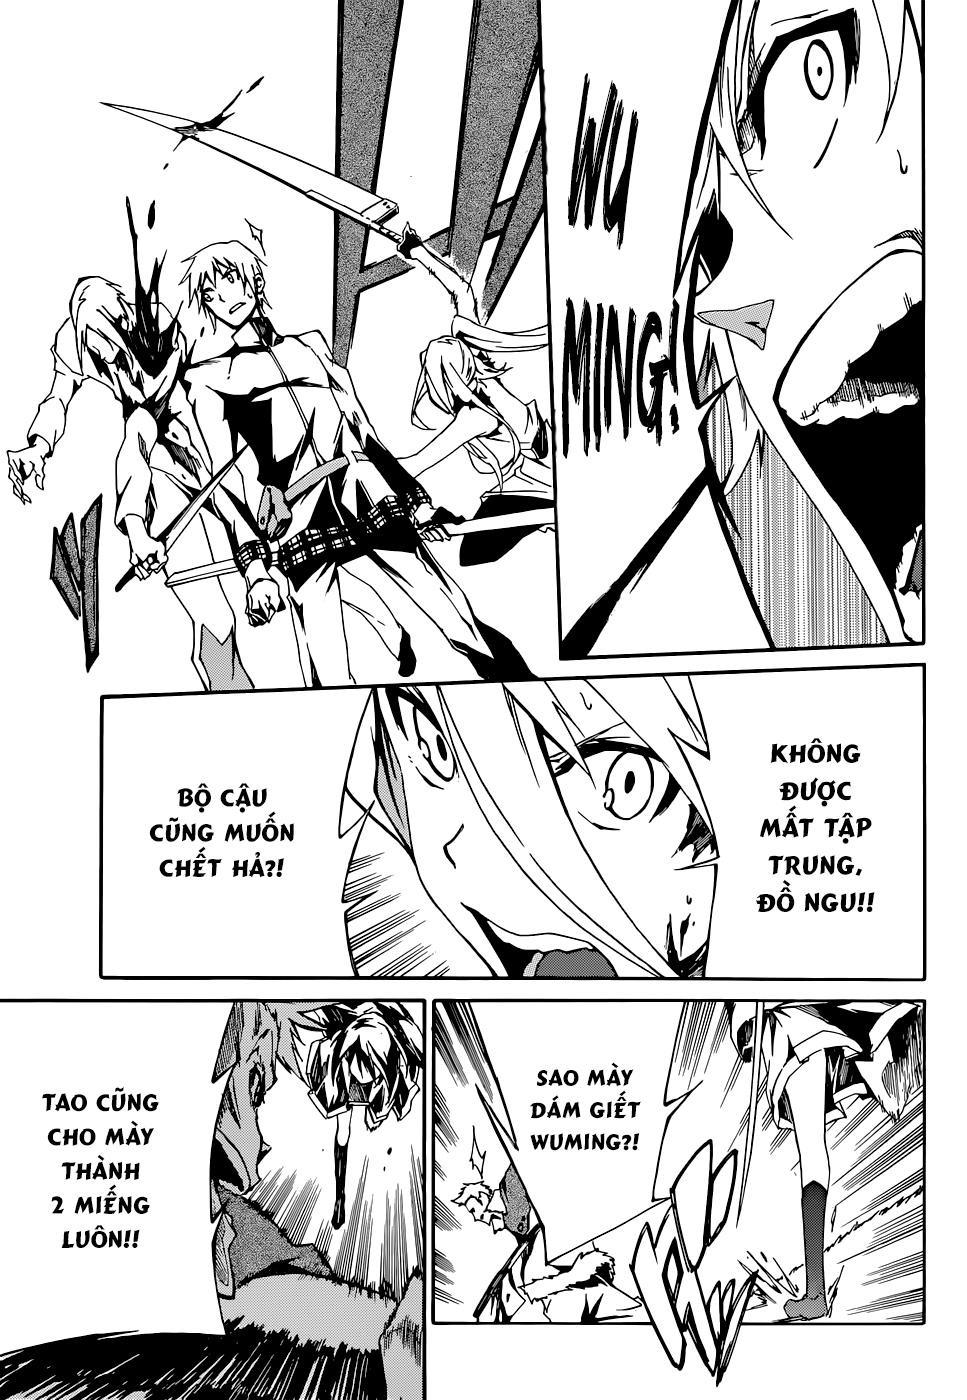 WU
MING!
KHÔNG
ĐƯỢC
MẤT TẬP
TRUNG,
ĐỒ NGU!!
BỘ CẬU
CŨNG MUỐN
CHẾT HẢ?!
SAO MÀY
DÁM GIẾT
WUMING?!
TAO CŨNG
CHO MÀY
THÀNH
2 MIẾNG
LUÔN!!